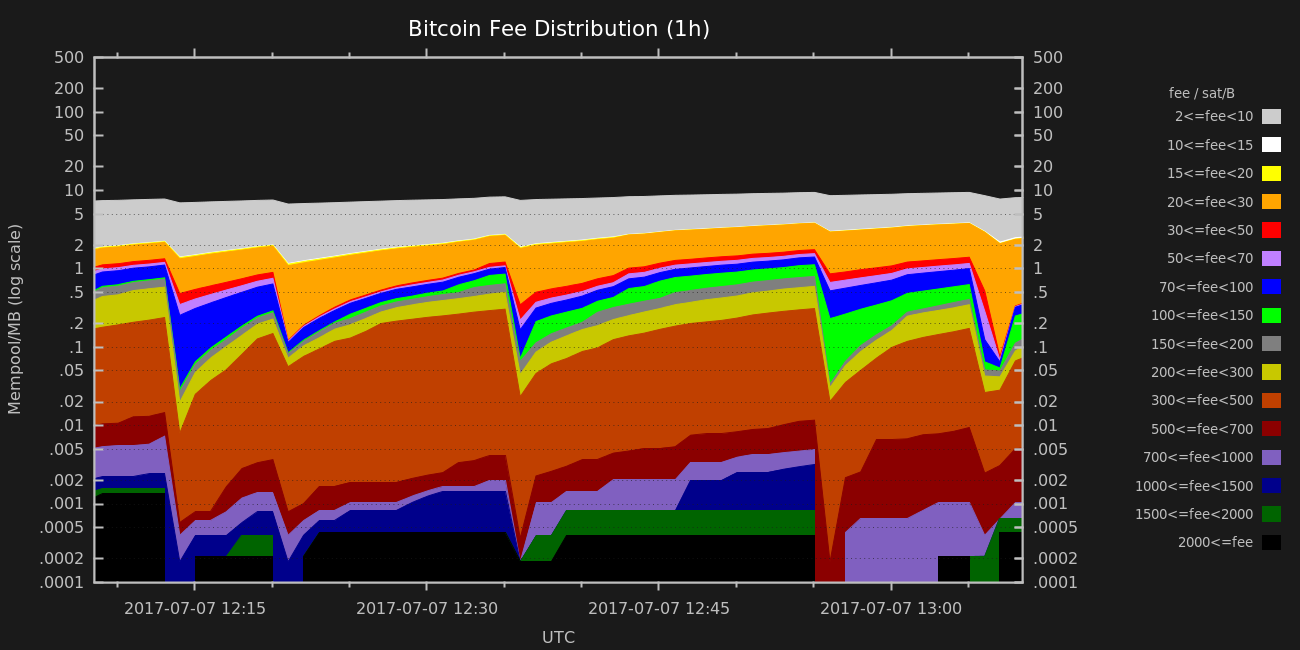 Bitcoin Fee Distribution (1h)
500 500
200 200
100 100
50 50
20 20
10 10
5 5
2 2
1 1
.5 .5
.2 .2
.1 .1
.05 .05
.02 .02
.01 .01
.005 .005
.002 .002
.001 .001
.0005 .0005
.0002 .0002
.0001 .0001
Mempool/MB (log scale)
2017-07-07 12:15 2017-07-07 12:30 2017-07-07 12:45 2017-07-07 13:00
UTC
fee / sat/B
2<=fee<10
10<=fee<15
15<=fee<20
20<=fee<30
30<=fee<50
50<=fee<70
70<=fee<100
100<=fee<150
150<=fee<200
200<=fee<300
300<=fee<500
500<=fee<700
700<=fee<1000
1000<=fee<1500
1500<=fee<2000
2000<=fee